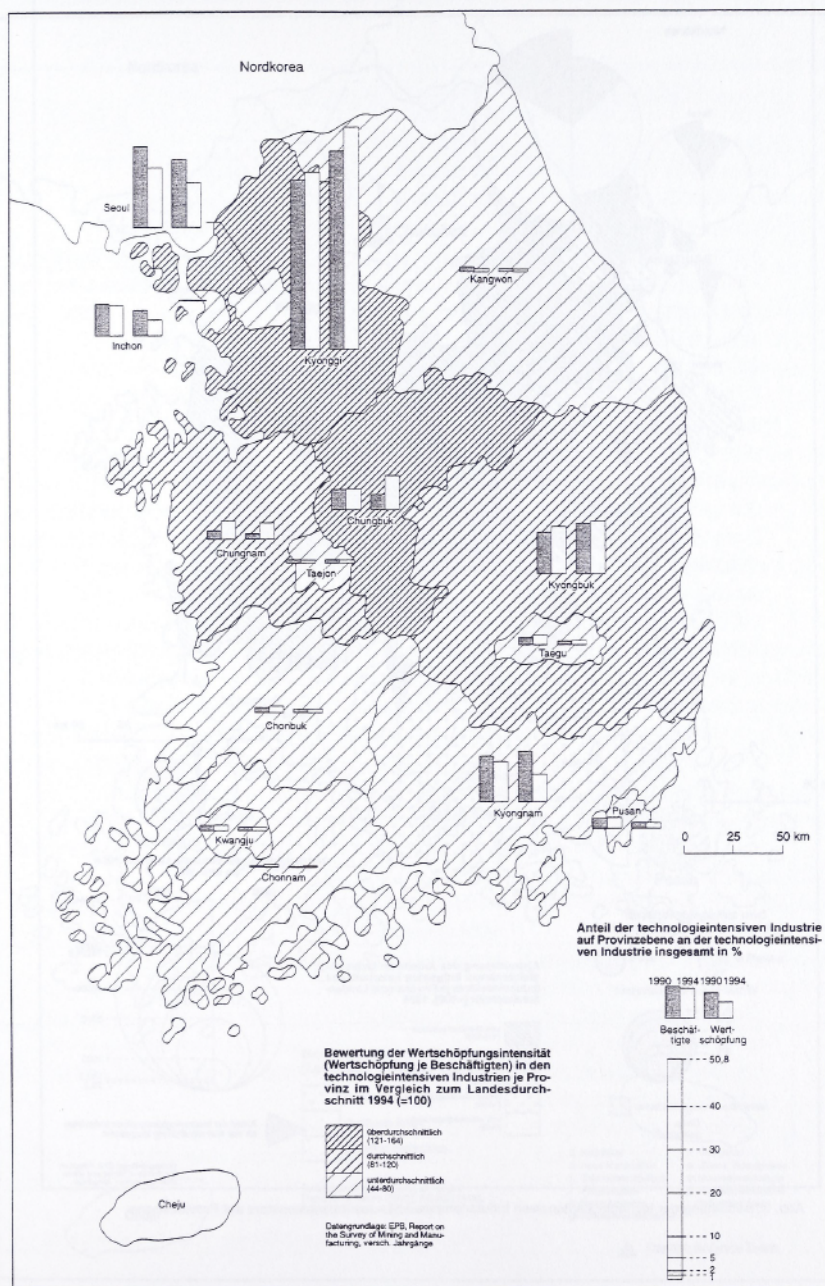 Nordkorea
Seoul
Kangwon
Inchon
Kyonggi
Chungbuk
Chungnam
Kyongbuk
Taejon
Taegu
Chonbuk
Kyongnam
Pusan
Kwangju
0 25 50 km
Chonnam
Anteil der technologieintensiven Industrie
auf Provinzebene an der technologieintensi-
ven Industrie insgesamt in %
1990 1994 1990 1994
Beschäf- Wert-
tigte schöpfung
50,8
40
30
20
10
5
2
1
Bewertung der Wertschöpfungsintensität
(Wertschöpfung je Beschäftigten) in den
technologieintensiven Industrien je Pro-
vinz im Vergleich zum Landesdurch-
schnitt 1994 (=100)
überdurchschnittlich
(121-164)
durchschnittlich
(81-120)
unterdurchschnittlich
(44-80)
Cheju
Datengrundlage: EPB, Report on
the Survey of Mining and Manu-
facturing, versch. Jahrgänge